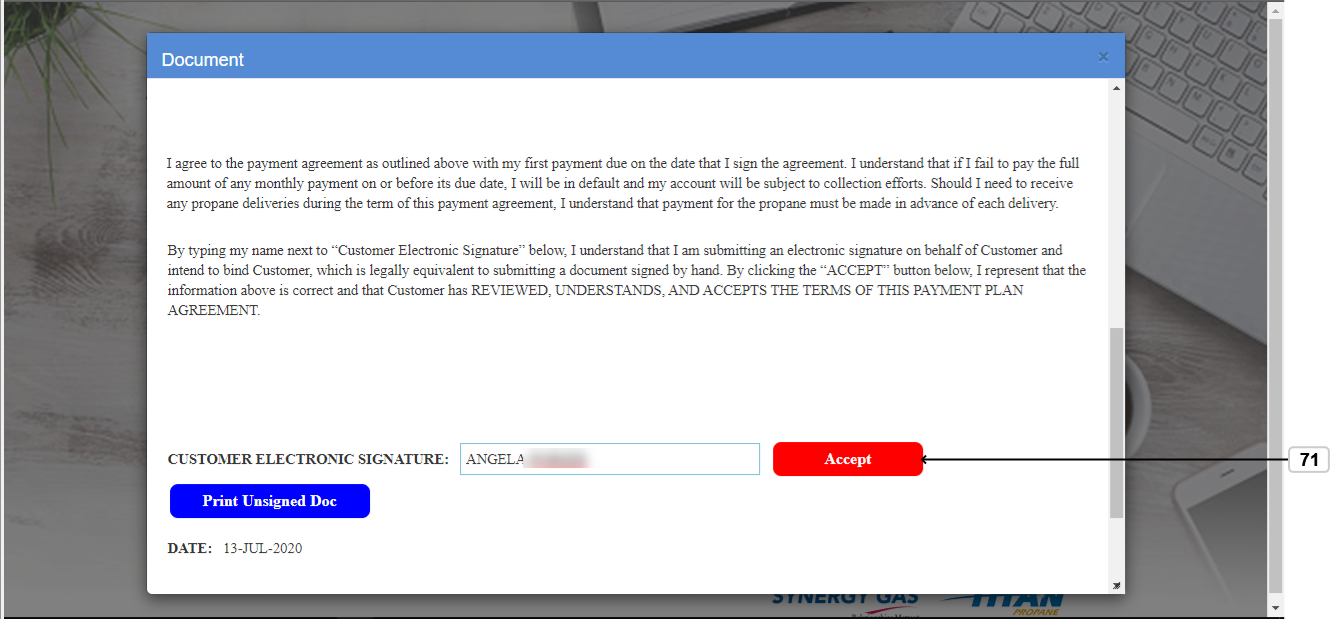 Document
×
I agree to the payment agreement as outlined above with my first payment due on the date that I sign the agreement. I understand that if I fail to pay the full
amount of any monthly payment on or before its due date, I will be in default and my account will be subject to collection efforts. Should I need to receive
any propane deliveries during the term of this payment agreement, I understand that payment for the propane must be made in advance of each delivery.
By typing my name next to “Customer Electronic Signature” below, I understand that I am submitting an electronic signature on behalf of Customer and
intend to bind Customer, which is legally equivalent to submitting a document signed by hand. By clicking the “ACCEPT” button below, I represent that the
information above is correct and that Customer has REVIEWED, UNDERSTANDS, AND ACCEPTS THE TERMS OF THIS PAYMENT PLAN
AGREEMENT.
CUSTOMER ELECTRONIC SIGNATURE: ANGELA Accept
71
Print Unsigned Doc
DATE: 13-JUL-2020
SYNERGY GAS TITAN
PROPANE